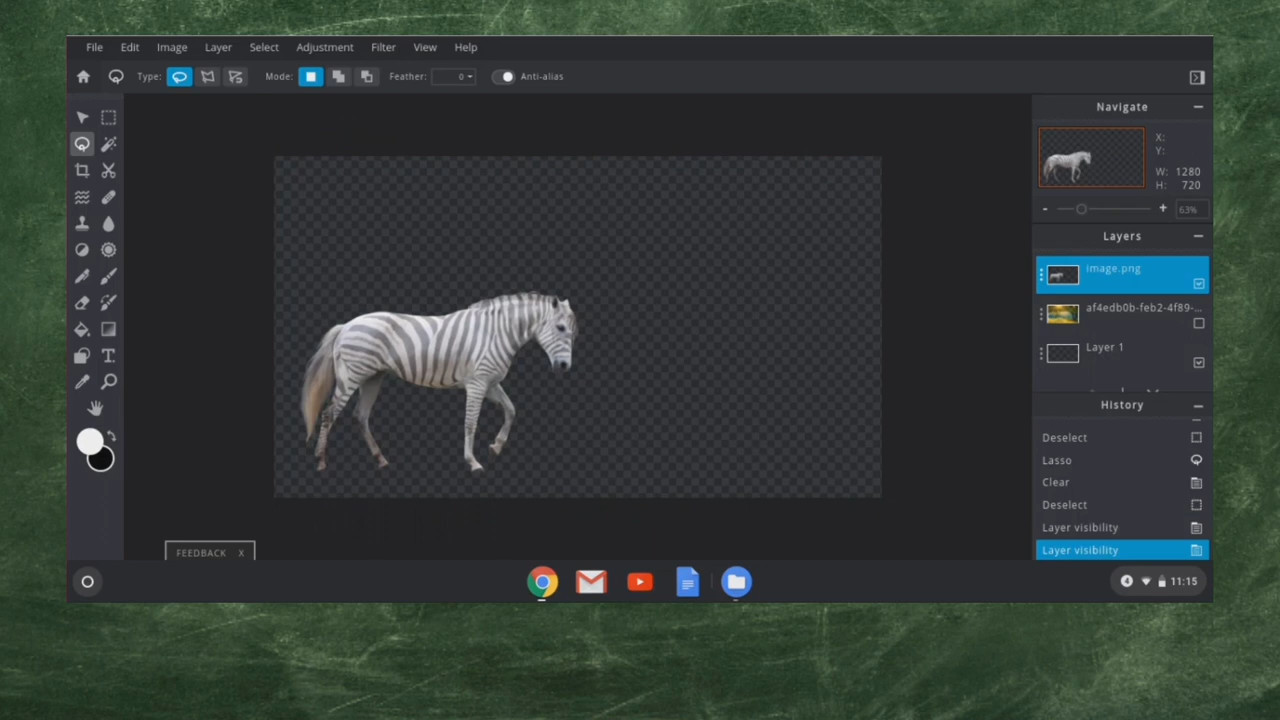 File Edit Image Layer Select Adjustment Filter View Help
Type: Mode: Feather: 0 Anti-alias
Navigate
X:
Y:
W: 1280
H: 720
- + 63%
Layers
image.png
af4edb0b-feb2-4f89-...
Layer 1
History
Deselect
Lasso
Clear
Deselect
Layer visibility
Layer visibility
FEEDBACK X
4 11:15